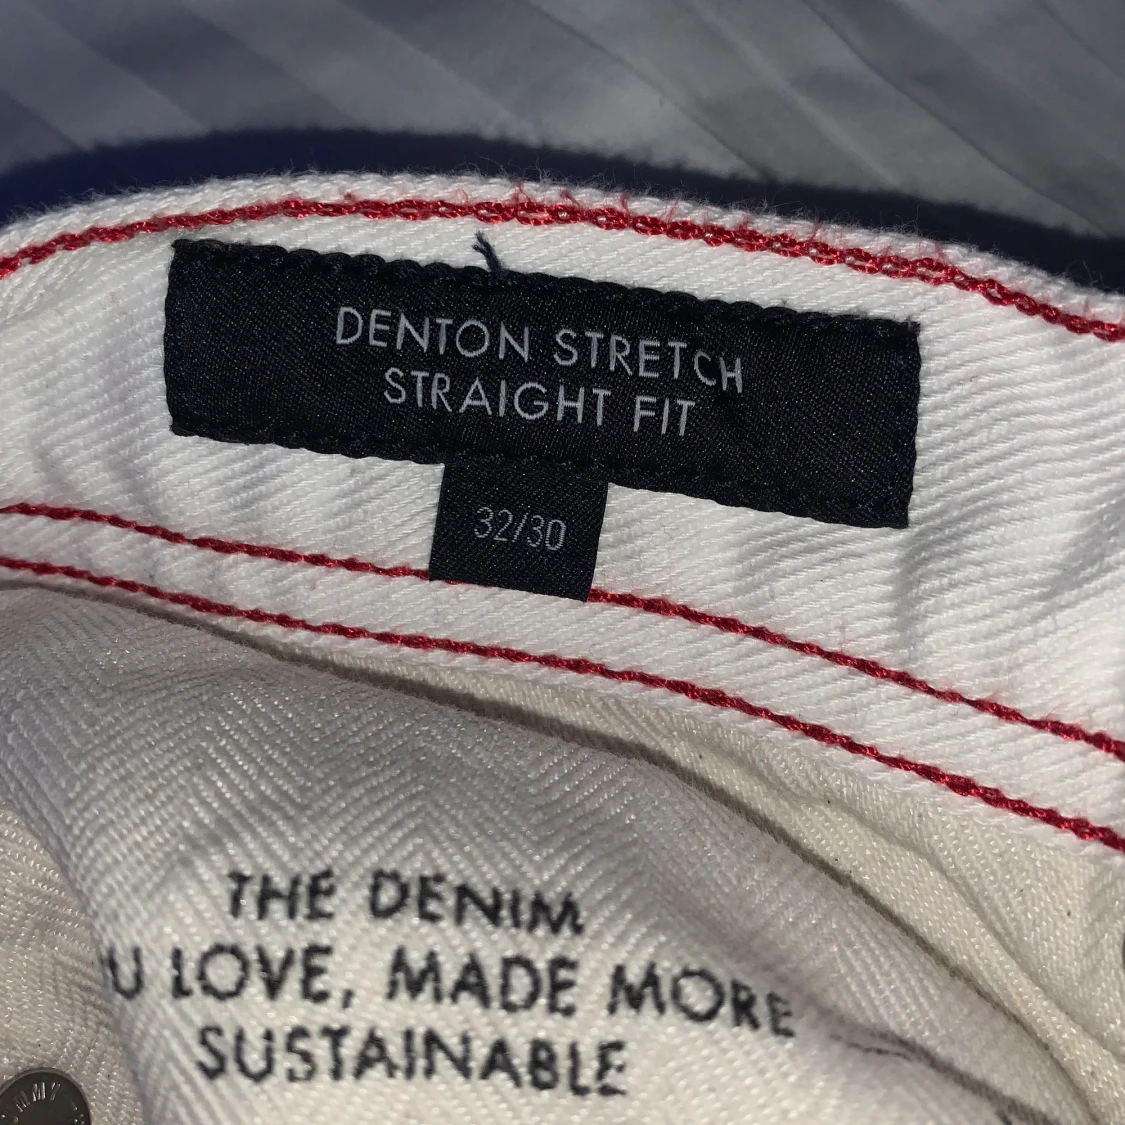 DENTON STRETCH
STRAIGHT FIT
32/30
THE DENIM
LOVE, MADE MORE
SUSTAINABLE